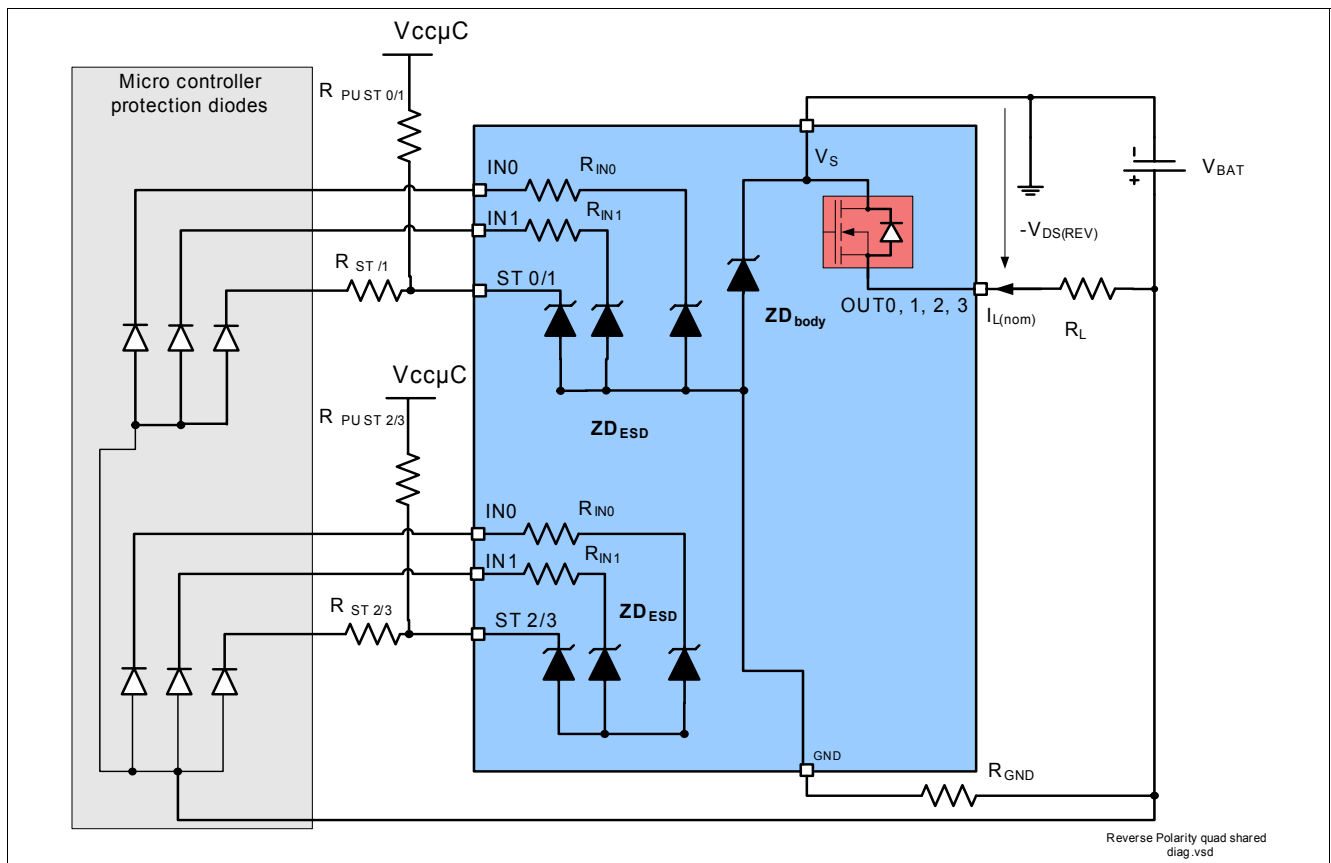 VccµC
Micro controller
protection diodes
R PUST 0/1
IN0
R IN0
IN1
R IN1
R ST /1
ST 0/1
V S
ZD body
OUT0, 1, 2, 3
-V DS(REV)
V BAT
I L(nom)
R L
VccµC
R PU ST 2/3
ZD ESD
IN0
R IN0
IN1
R IN1
ZD ESD
R ST 2/3
ST 2/3
GND
R GND
Reverse Polarity quad shared
diag.vsd